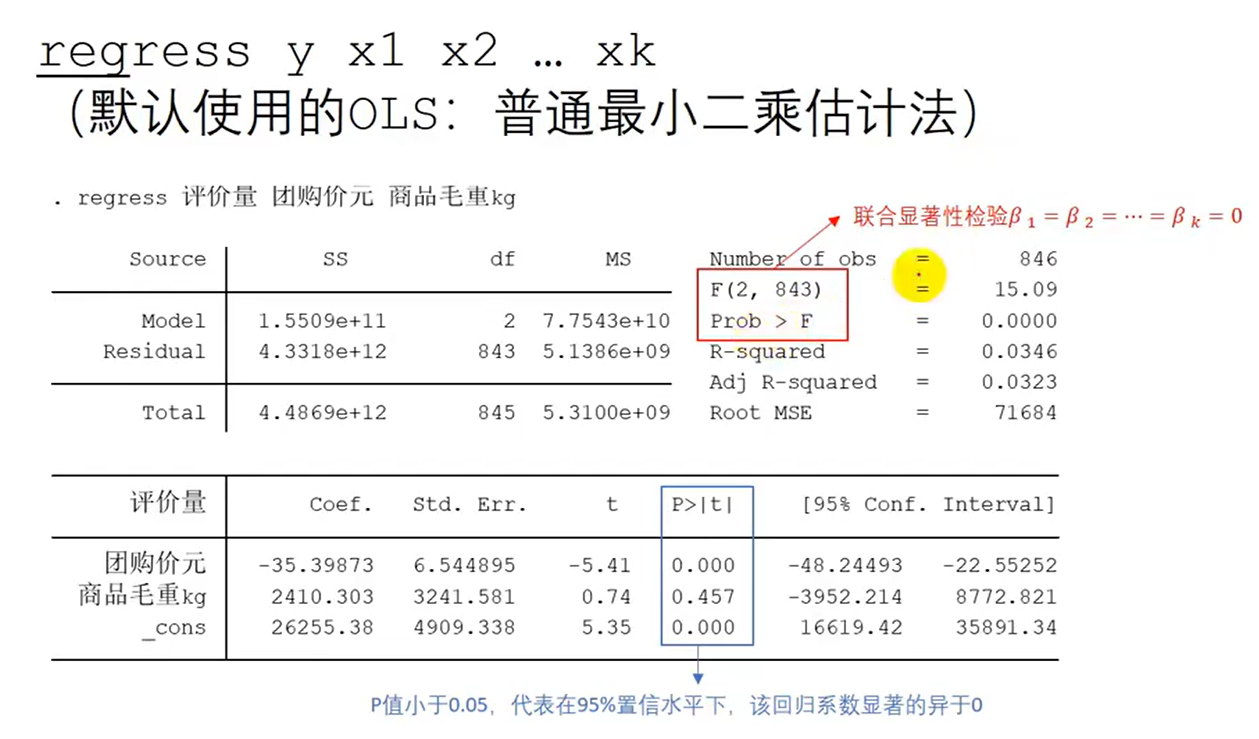 regress y x1 x2 … xk
（默认使用的OLS：普通最小二乘估计法）
. regress 评价量 团购价元 商品毛重kg
联合显著性检验β₁ = β₂ = ⋯ = βₖ = 0
Source SS df MS Number of obs = 846
F(2, 843) = 15.09
Model 1.5509e+11 2 7.7543e+10 Prob > F = 0.0000
Residual 4.3318e+12 843 5.1386e+09 R-squared = 0.0346
Adj R-squared = 0.0323
Total 4.4869e+12 845 5.3100e+09 Root MSE = 71684
评价量 Coef. Std. Err. t P>|t| [95% Conf. Interval]
团购价元 -35.39873 6.544895 -5.41 0.000 -48.24493 -22.55252
商品毛重kg 2410.303 3241.581 0.74 0.457 -3952.214 8772.821
_cons 26255.38 4909.338 5.35 0.000 16619.42 35891.34
P值小于0.05，代表在95%置信水平下，该回归系数显著的异于0